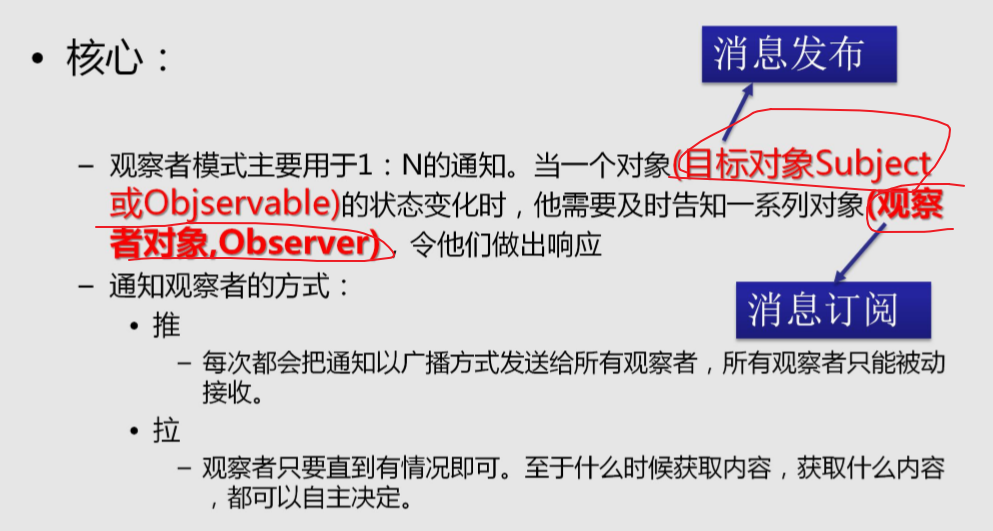 • 核心：
消息发布
– 观察者模式主要用于1：N的通知。当一个对象(目标对象Subject
或Objservable)的状态变化时，他需要及时告知一系列对象(观察
者对象,Observer)，令他们做出响应
– 通知观察者的方式：
消息订阅
• 推
– 每次都会把通知以广播方式发送给所有观察者，所有观察者只能被动
接收。
• 拉
– 观察者只要直到有情况即可。至于什么时候获取内容，获取什么内容
，都可以自主决定。